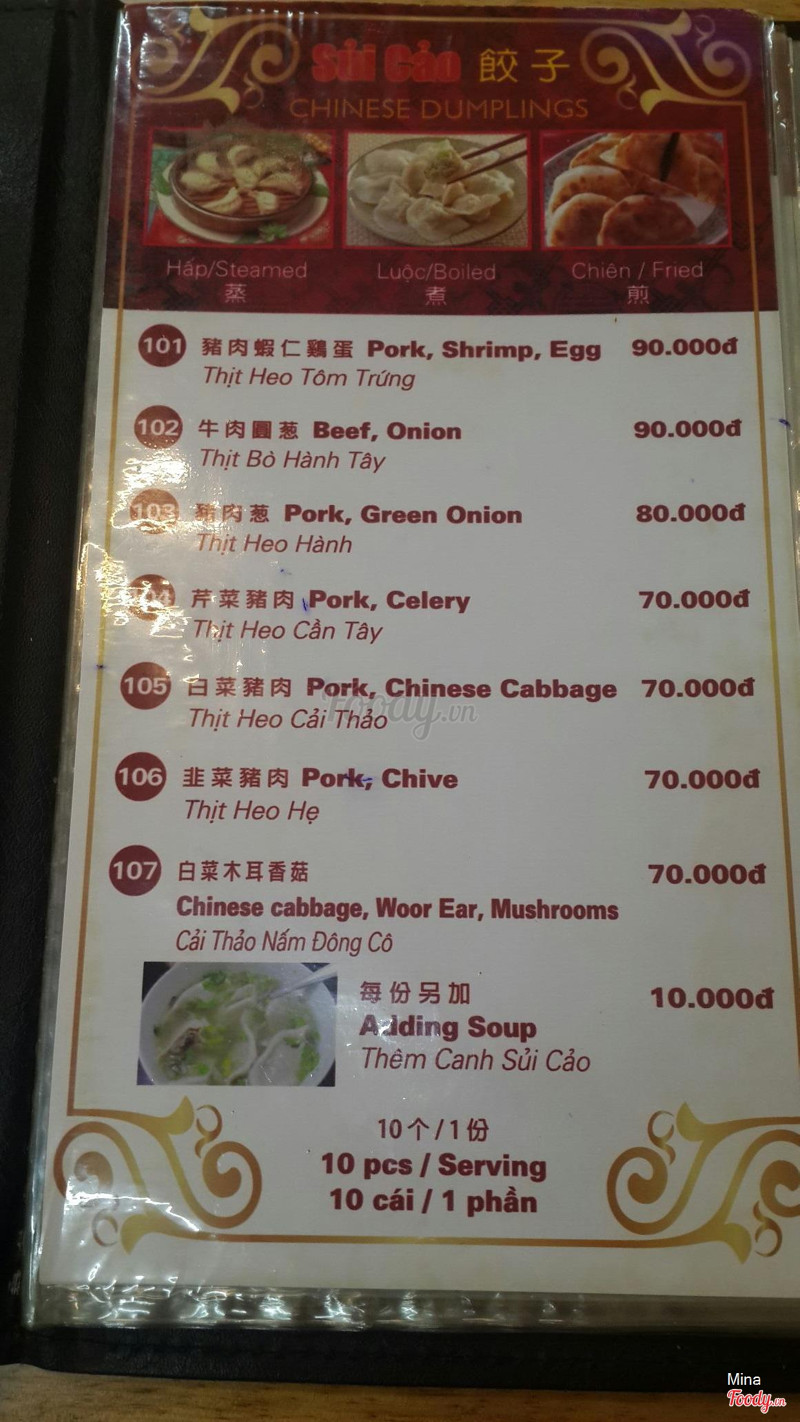 Sủi Cảo 餃子
CHINESE DUMPLINGS
Hấp/Steamed
蒸
Luộc/Boiled
煮
Chiên / Fried
煎
101 豬肉蝦仁鷄蛋 Pork, Shrimp, Egg 90.000đ
Thịt Heo Tôm Trứng
102 牛肉圓葱 Beef, Onion 90.000đ
Thịt Bò Hành Tây
103 豬肉葱 Pork, Green Onion 80.000đ
Thịt Heo Hành
104 芹菜豬肉 Pork, Celery 70.000đ
Thịt Heo Cần Tây
105 白菜豬肉 Pork, Chinese Cabbage 70.000đ
Thịt Heo Cải Thảo
Foody.vn
106 韭菜豬肉 Pork, Chive 70.000đ
Thịt Heo Hẹ
107 白菜木耳香菇 70.000đ
Chinese cabbage, Woor Ear, Mushrooms
Cải Thảo Nấm Đông Cô
每份另加 10.000đ
Adding Soup
Thêm Canh Sủi Cảo
10个/1份
10 pcs / Serving
10 cái / 1 phần
Mina
Foody.vn